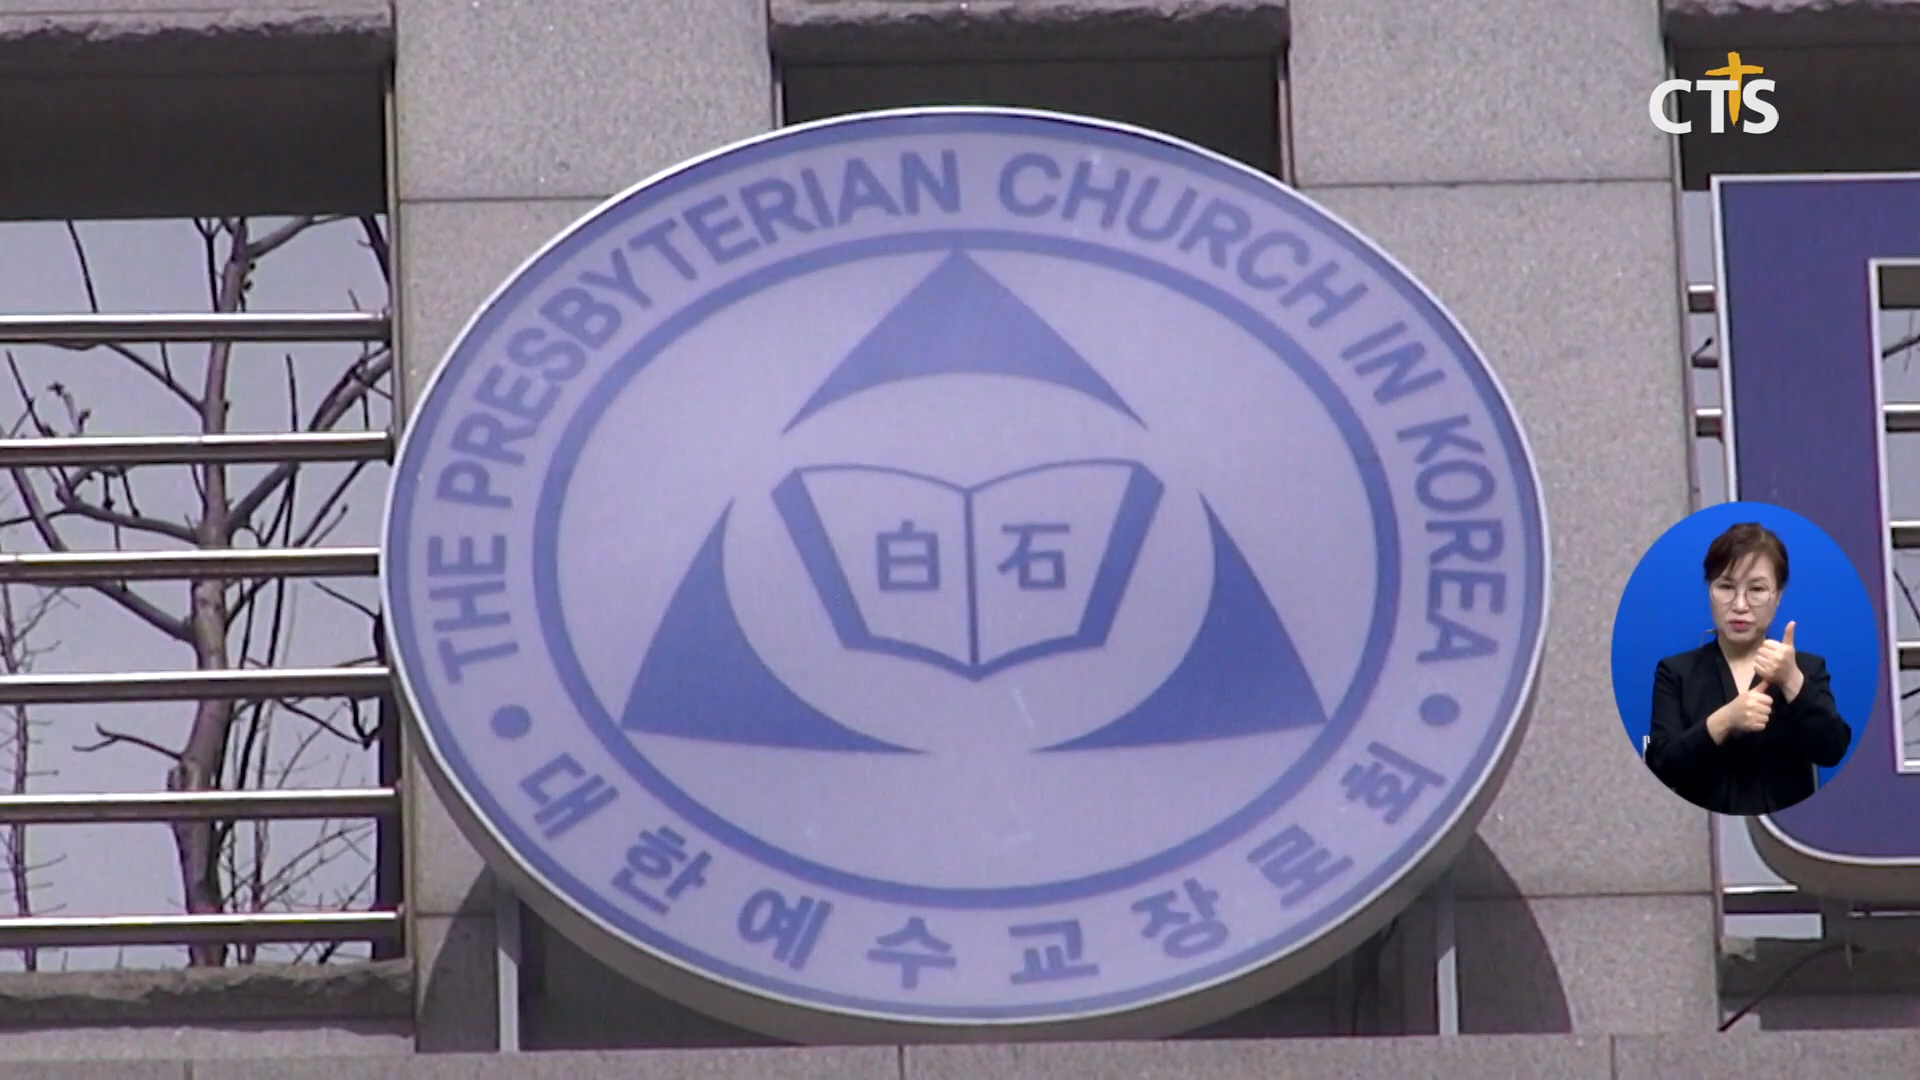 CTS
THE PRESBYTERIAN CHURCH IN KOREA
白石
• 대한예수교장로회 •